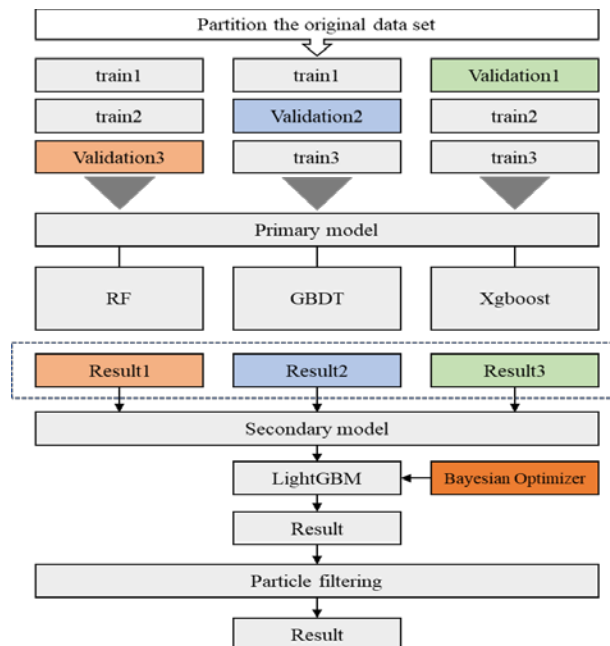 Partition the original data set
train1
train1
Validation1
train2
Validation2
train2
Validation3
train3
train3
Primary model
RF
GBDT
Xgboost
Result1
Result2
Result3
Secondary model
LightGBM
Bayesian Optimizer
Result
Particle filtering
Result